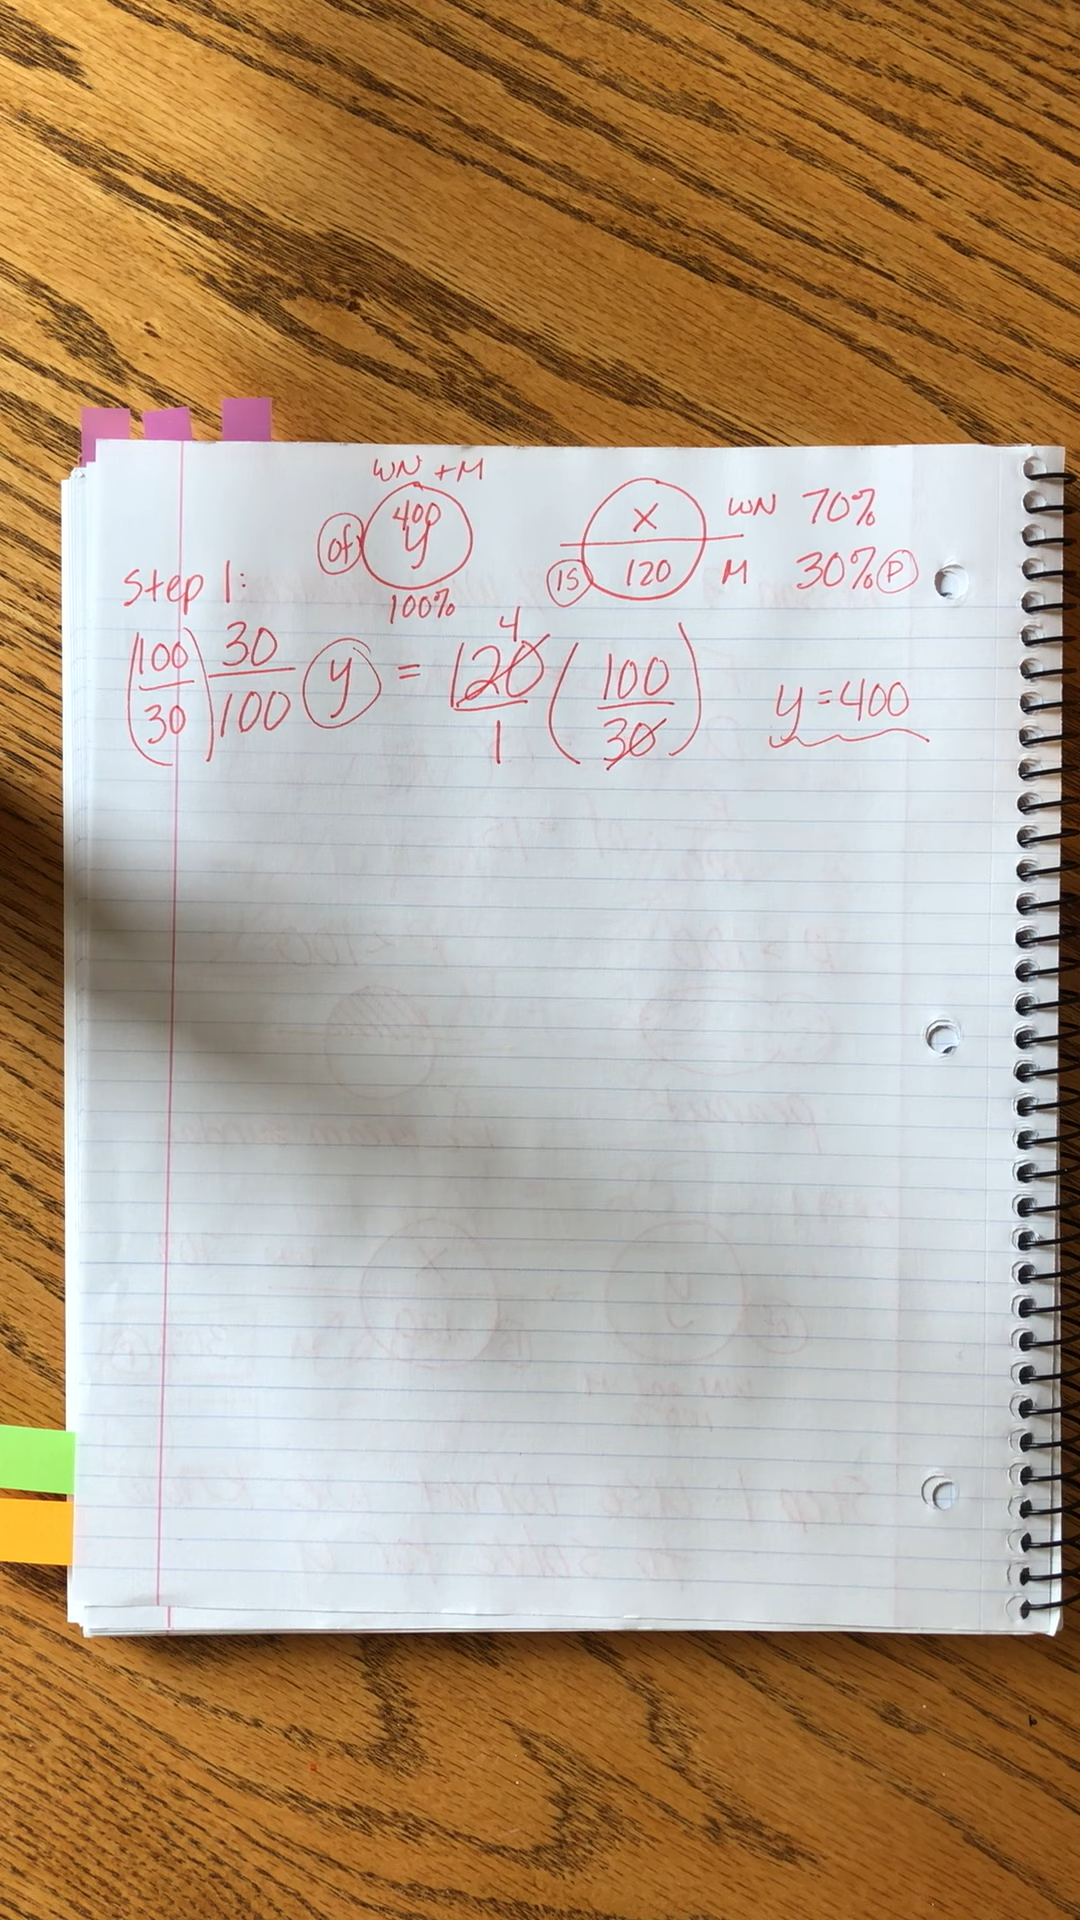 WN + M
of 400 y X WN 70%
Step 1: 100% is 120 M 30% P
(100/30) 30/100 y = 120/1 4 (100/30) y = 400